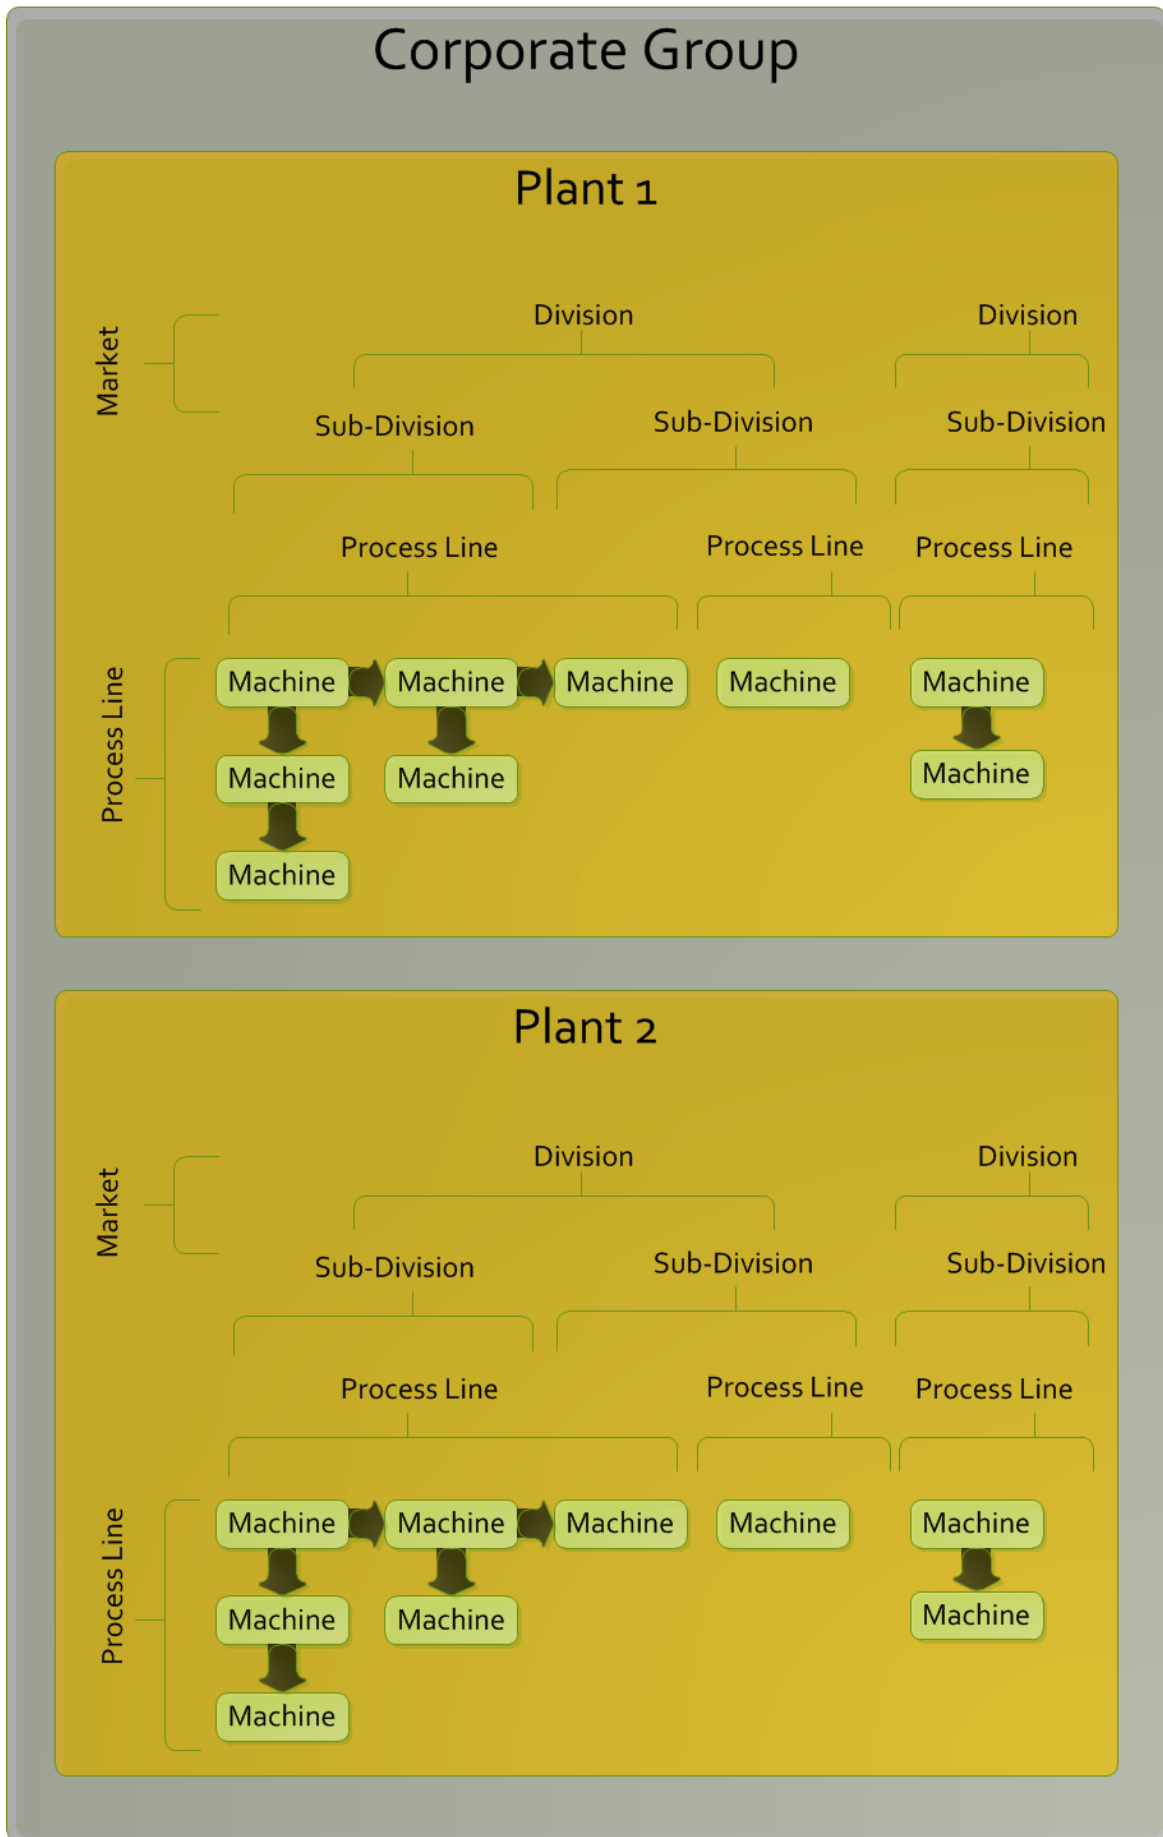 Corporate Group
Plant 1
Division
Division
Market
Sub-Division
Sub-Division
Sub-Division
Process Line
Process Line
Process Line
Process Line
Machine
Machine
Machine
Machine
Machine
Machine
Machine
Machine
Machine
Plant 2
Division
Division
Market
Sub-Division
Sub-Division
Sub-Division
Process Line
Process Line
Process Line
Process Line
Machine
Machine
Machine
Machine
Machine
Machine
Machine
Machine
Machine